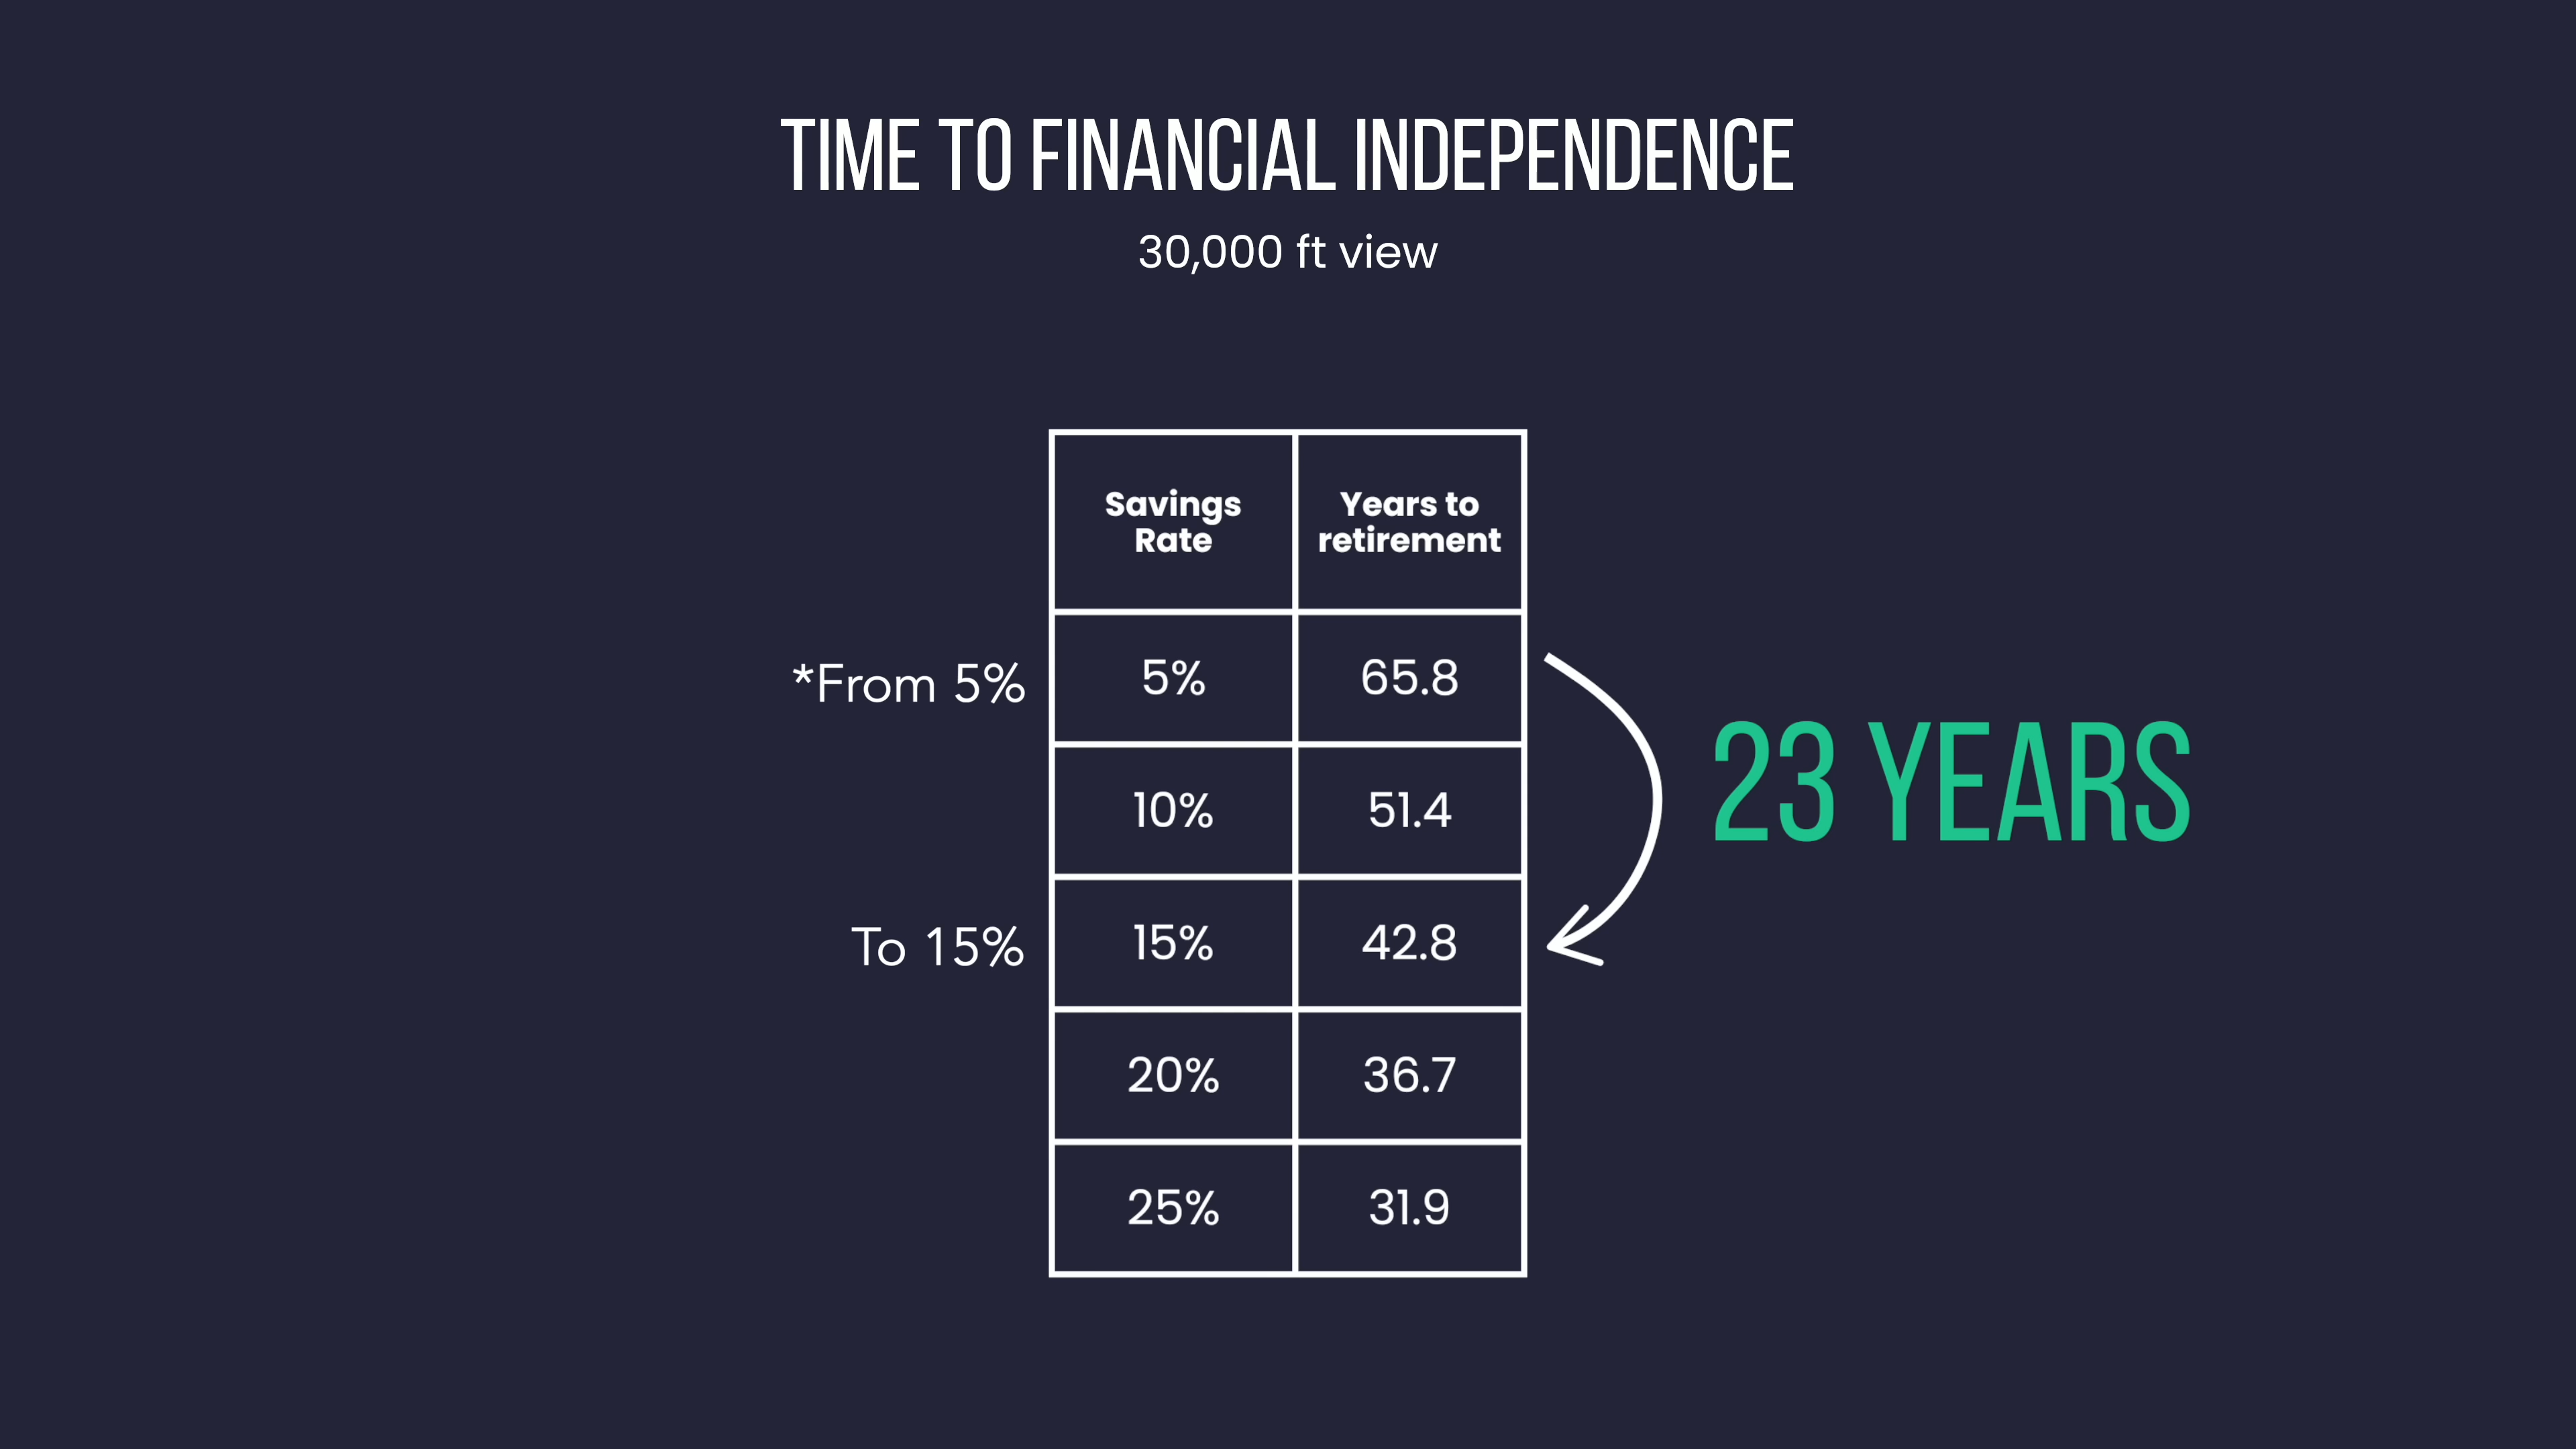 TIME TO FINANCIAL INDEPENDENCE
30,000 ft view
Savings
Rate
Years to
retirement
*From 5%
5%
65.8
10%
51.4
23 YEARS
To 15%
15%
42.8
20%
36.7
25%
31.9